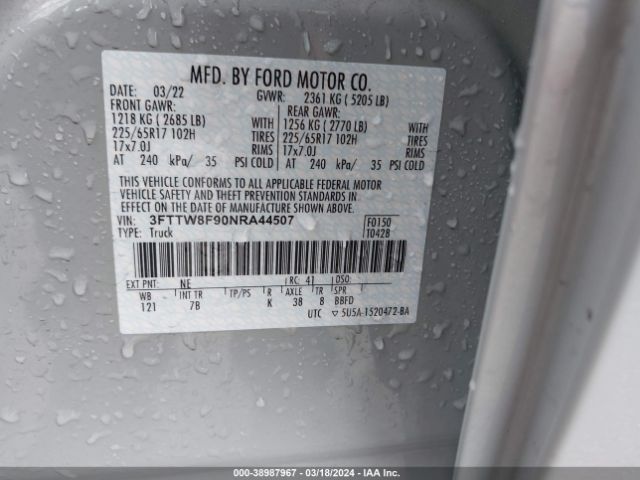 MFD. BY FORD MOTOR CO.
DATE: 03/22 GVWR: 2361 KG ( 5205 LB)
FRONT GAWR: REAR GAWR:
1218 KG ( 2685 LB) WITH 1256 KG ( 2770 LB) WITH
225/65R17 102H TIRES 225/65R17 102H TIRES
17x7.0J RIMS 17x7.0J RIMS
AT 240 kPa/ 35 PSI COLD AT 240 kPa/ 35 PSI COLD
THIS VEHICLE CONFORMS TO ALL APPLICABLE FEDERAL MOTOR
VEHICLE SAFETY AND THEFT PREVENTION STANDARDS IN
EFFECT ON THE DATE OF MANUFACTURE SHOWN ABOVE.
VIN: 3FTTW8F90NRA44507 F0150
TYPE: Truck T0428
EXT PNT: NE RC: 41 DSO:
WB INT TR TP/PS R AXLE TR SPR
121 7B K 38 8 BBFD
UTC ▽ 5U5A-1520472-BA
000-38987967 — 03/18/2024 — IAA Inc.